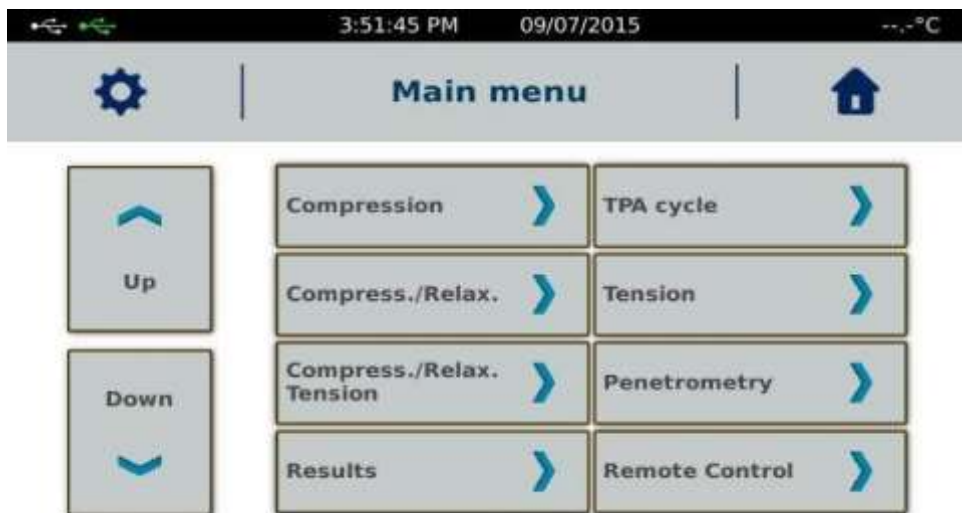 3:51:45 PM 09/07/2015 --.-°C
Main menu
Up
Down
Compression
TPA cycle
Compress./Relax.
Tension
Compress./Relax.
Tension
Penetrometry
Results
Remote Control